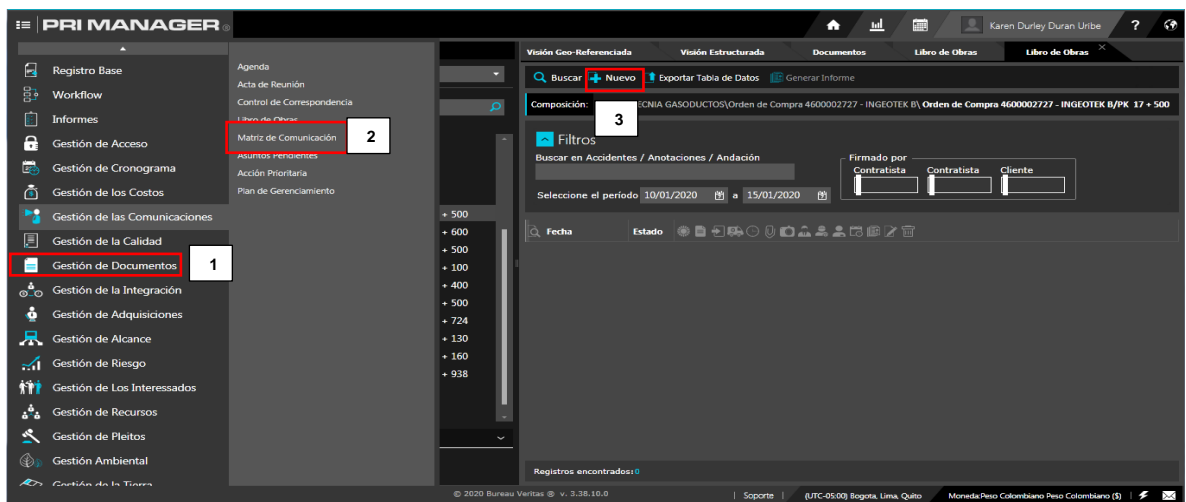 PRI MANAGER ®
Karen Durley Duran Uribe ?
Registro Base
Workflow
Informes
Gestión de Acceso
Gestión de Cronograma
Gestión de los Costos
Gestión de las Comunicaciones
Gestión de la Calidad
Gestión de Documentos 1
Gestión de la Integración
Gestión de Adquisiciones
Gestión de Alcance
Gestión de Riesgo
Gestión de Los Interessados
Gestión de Recursos
Gestión de Pleitos
Gestión Ambiental
Gestión de la Tierra
Agenda
Acta de Reunión
Control de Correspondencia
Libro de Obras
Matriz de Comunicación 2
Asuntos Pendientes
Acción Prioritaria
Plan de Gerenciamiento
+ 500
+ 600
+ 500
+ 100
+ 400
+ 500
+ 724
+ 130
+ 160
+ 938
Visión Geo-Referenciada Visión Estructurada Documentos Libro de Obras Libro de Obras
Buscar Nuevo Exportar Tabla de Datos Generar Informe
Composición: ECNIA GASODUCTOS\Orden de Compra 4600002727 - INGEOTEK B\ Orden de Compra 4600002727 - INGEOTEK B/PK 17 + 500
3
Filtros
Buscar en Accidentes / Anotaciones / Andación
Seleccione el período 10/01/2020 a 15/01/2020
Firmado por
Contratista Contratista Cliente
Fecha Estado
Registros encontrados:0
© 2020 Bureau Veritas ® v. 3.38.10.0 | Soporte | (UTC-05:00) Bogota, Lima, Quito Moneda:Peso Colombiano Peso Colombiano ($)